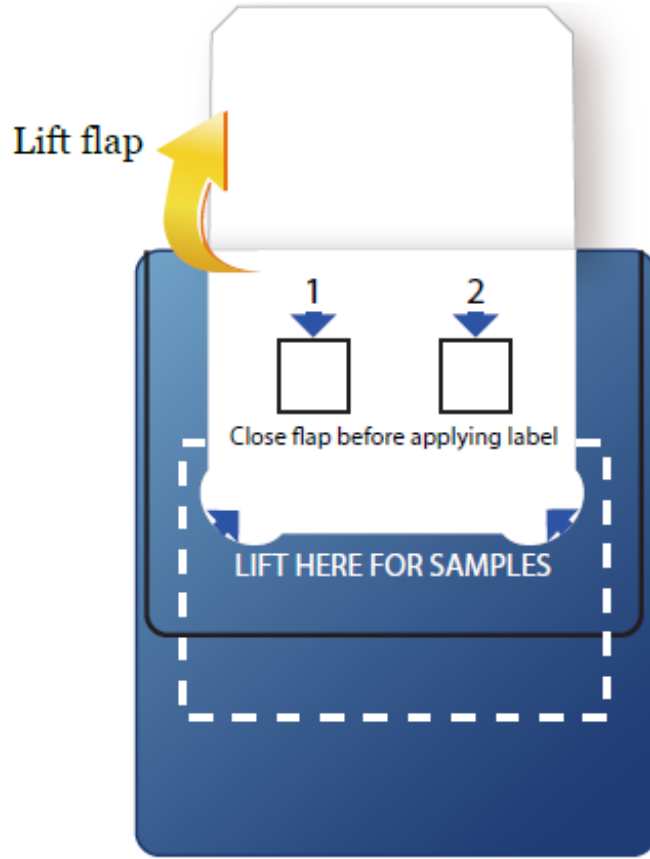 Lift flap
1 2
Close flap before applying label
LIFT HERE FOR SAMPLES